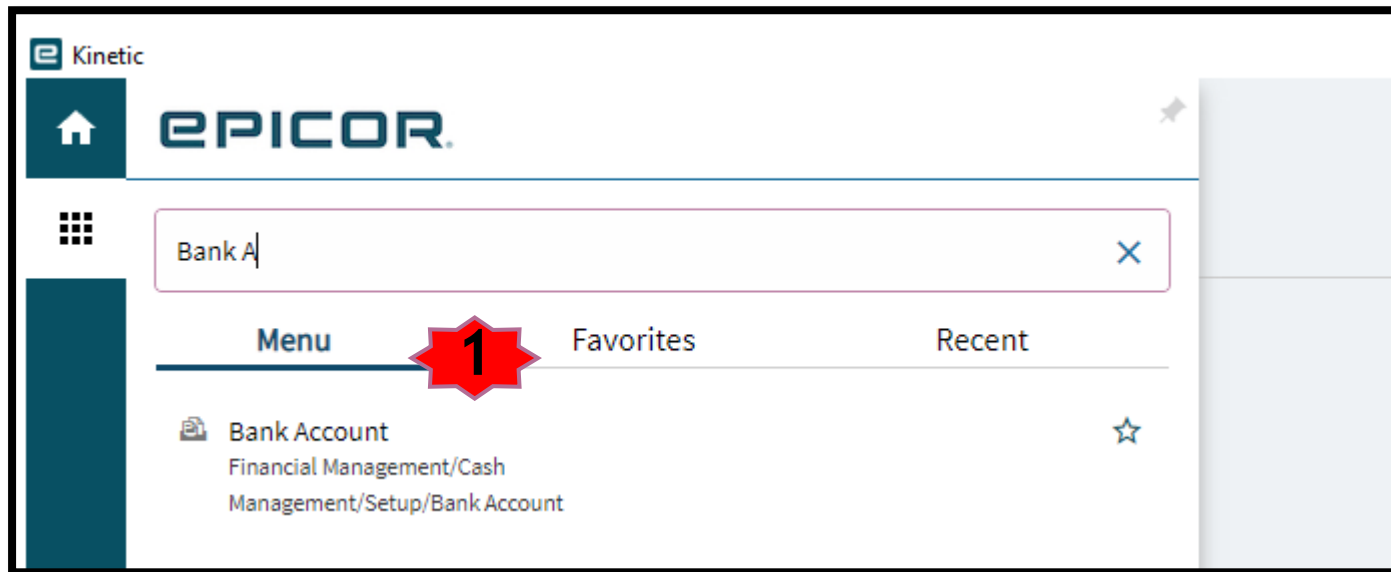 Kinetic
EPICOR.
Bank A
Menu
1
Favorites
Recent
Bank Account
Financial Management/Cash
Management/Setup/Bank Account